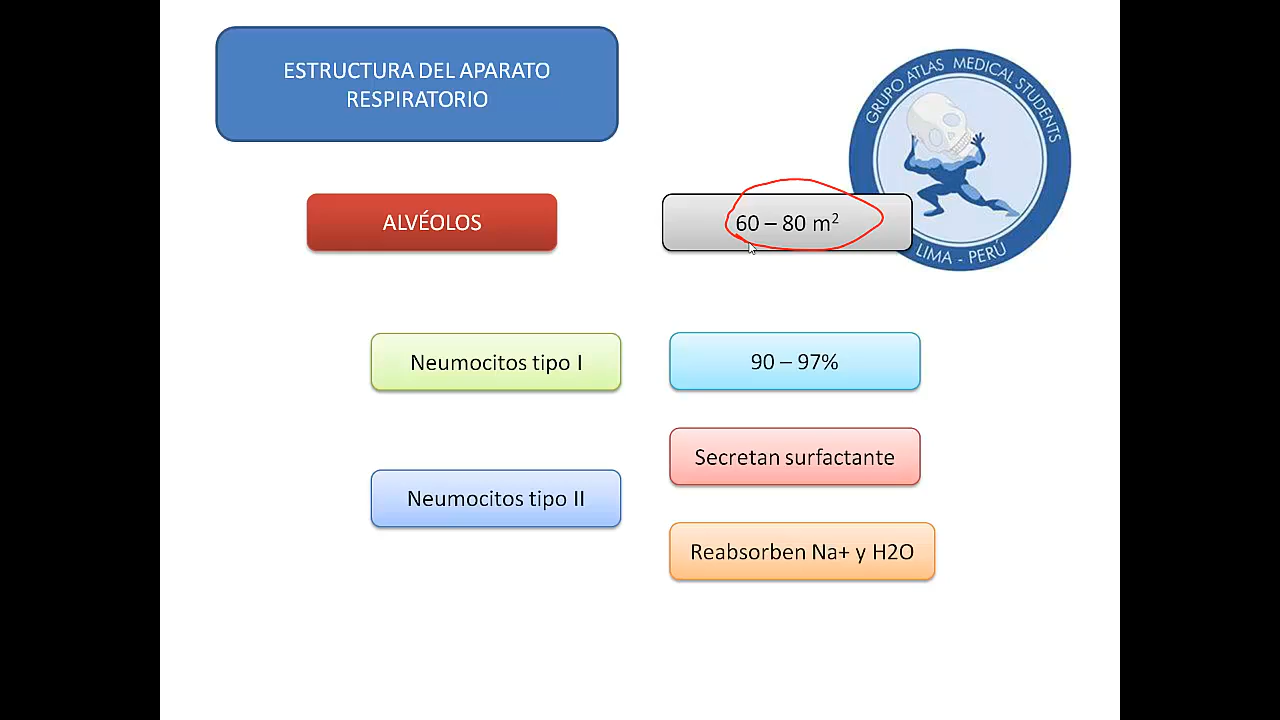 ESTRUCTURA DEL APARATO
RESPIRATORIO
GRUPO ATLAS MEDICAL STUDENTS
LIMA - PERÚ
ALVÉOLOS
60 – 80 m²
Neumocitos tipo I
90 – 97%
Secretan surfactante
Neumocitos tipo II
Reabsorben Na+ y H2O